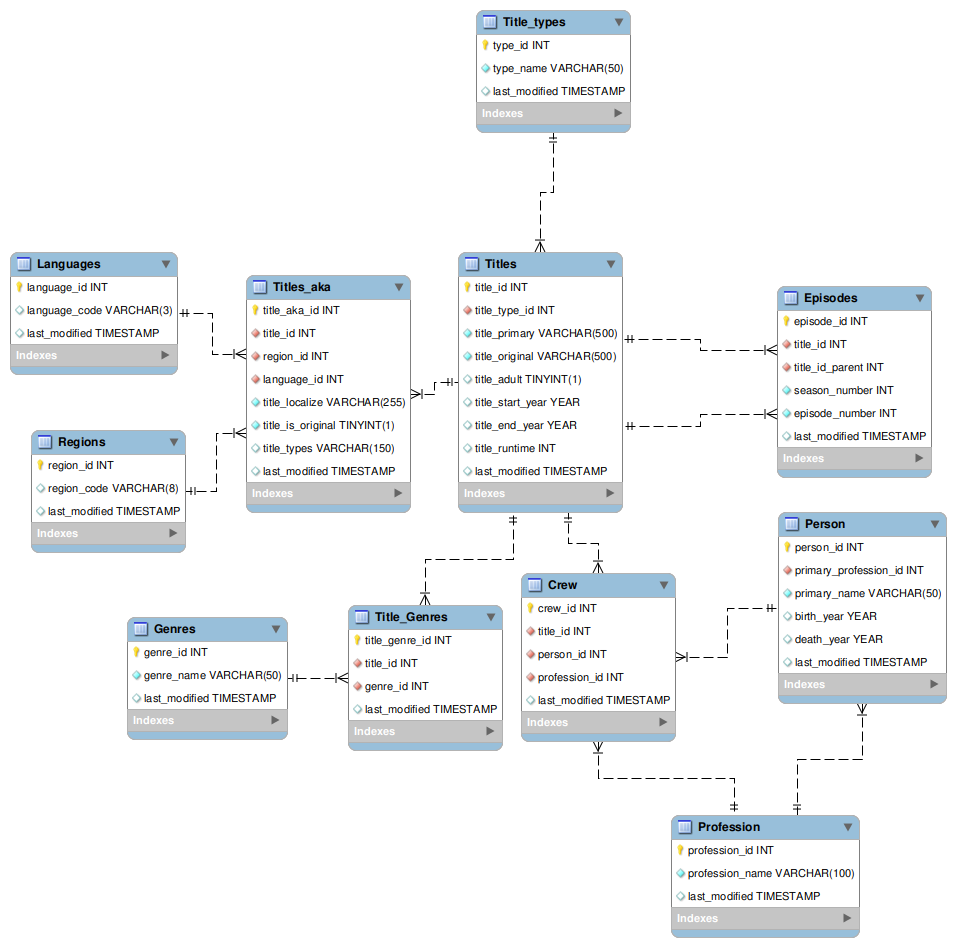 Title_types
type_id INT
type_name VARCHAR(50)
last_modified TIMESTAMP
Indexes
Languages
language_id INT
language_code VARCHAR(3)
last_modified TIMESTAMP
Indexes
Titles_aka
title_aka_id INT
title_id INT
region_id INT
language_id INT
title_localize VARCHAR(255)
title_is_original TINYINT(1)
title_types VARCHAR(150)
last_modified TIMESTAMP
Indexes
Titles
title_id INT
title_type_id INT
title_primary VARCHAR(500)
title_original VARCHAR(500)
title_adult TINYINT(1)
title_start_year YEAR
title_end_year YEAR
title_runtime INT
last_modified TIMESTAMP
Indexes
Episodes
episode_id INT
title_id INT
title_id_parent INT
season_number INT
episode_number INT
last_modified TIMESTAMP
Indexes
Regions
region_id INT
region_code VARCHAR(8)
last_modified TIMESTAMP
Indexes
Person
person_id INT
primary_profession_id INT
primary_name VARCHAR(50)
birth_year YEAR
death_year YEAR
last_modified TIMESTAMP
Indexes
Genres
genre_id INT
genre_name VARCHAR(50)
last_modified TIMESTAMP
Indexes
Title_Genres
title_genre_id INT
title_id INT
genre_id INT
last_modified TIMESTAMP
Indexes
Crew
crew_id INT
title_id INT
person_id INT
profession_id INT
last_modified TIMESTAMP
Indexes
Profession
profession_id INT
profession_name VARCHAR(100)
last_modified TIMESTAMP
Indexes